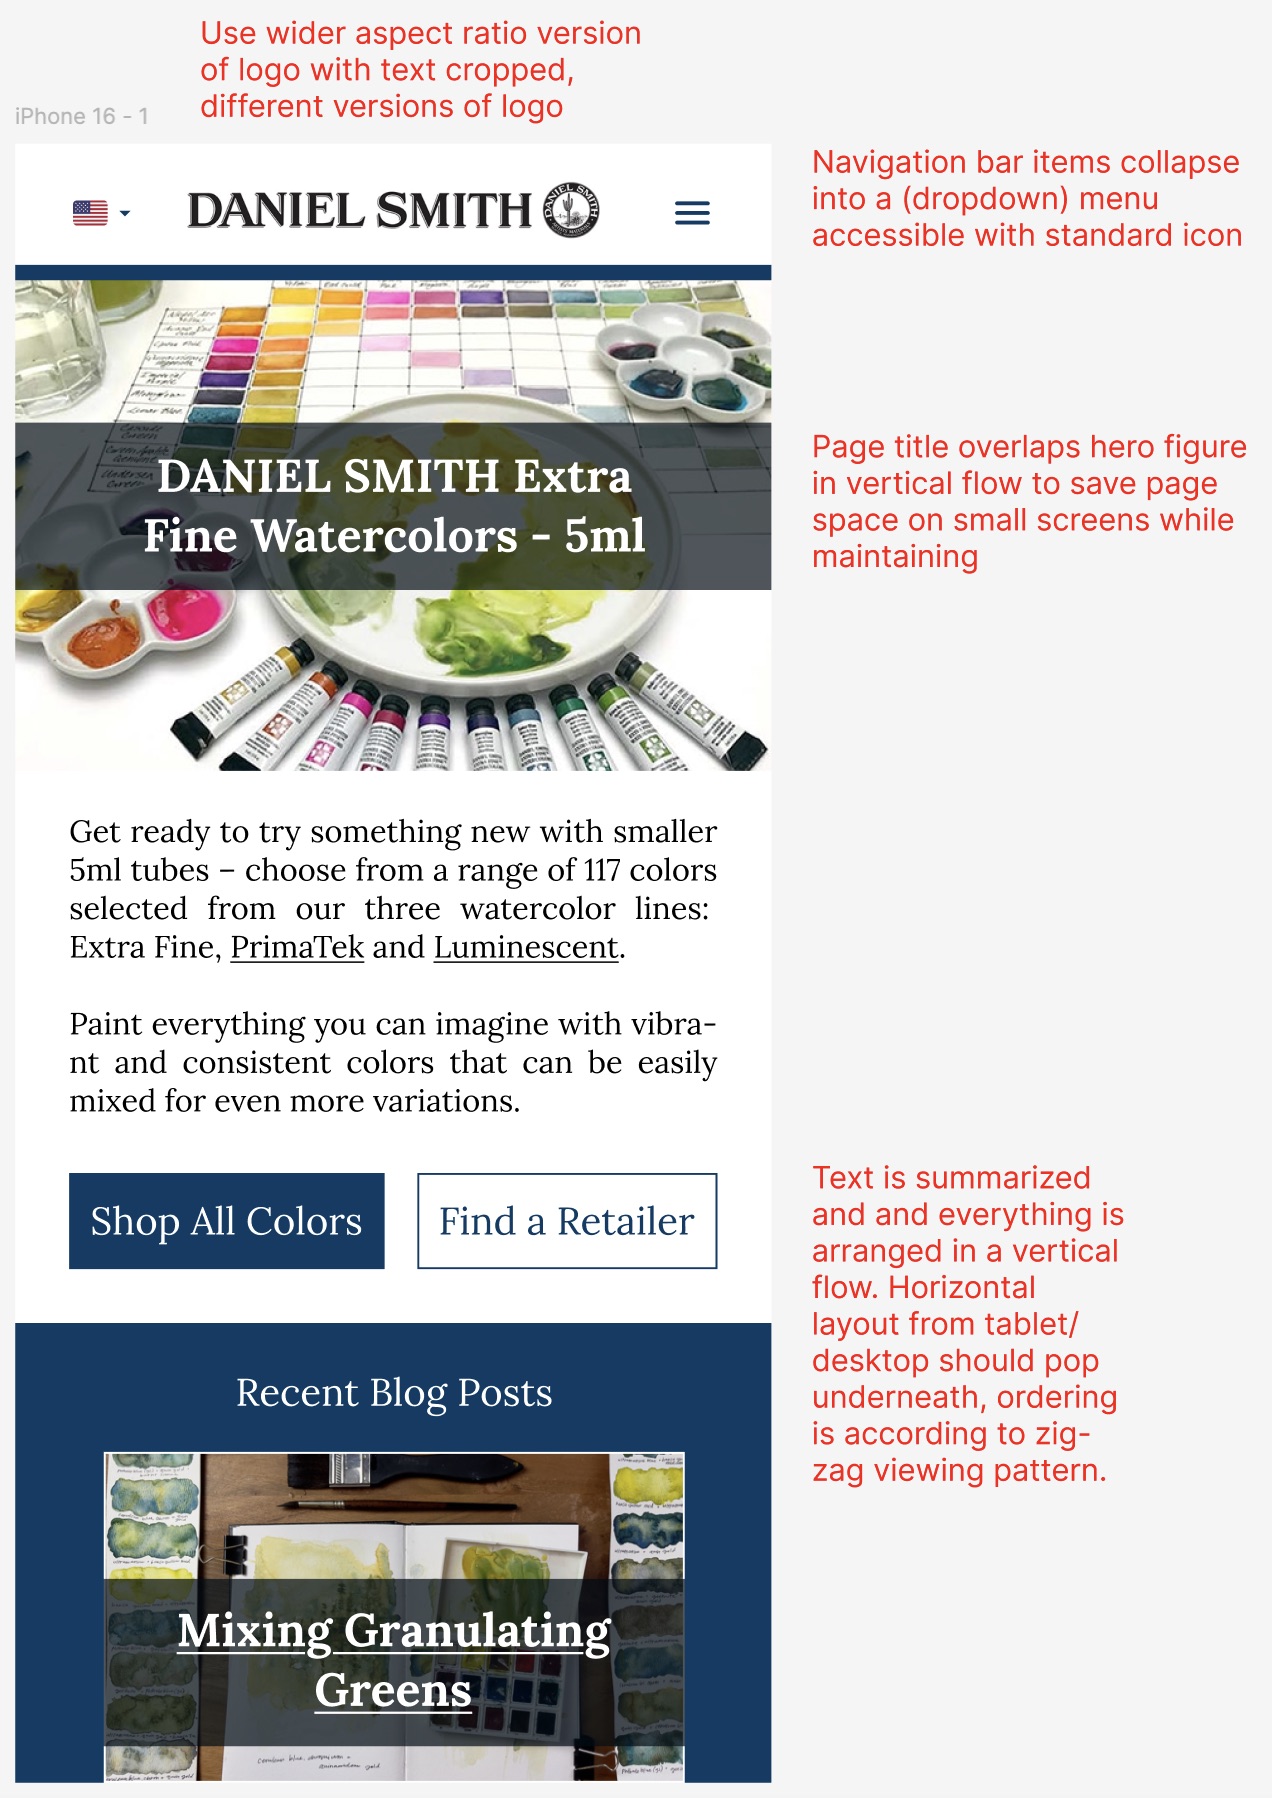 Use wider aspect ratio version
of logo with text cropped,
different versions of logo
iPhone 16 - 1
Navigation bar items collapse
into a (dropdown) menu
accessible with standard icon
DANIEL SMITH
Page title overlaps hero figure
in vertical flow to save page
space on small screens while
maintaining
DANIEL SMITH Extra
Fine Watercolors - 5ml
Get ready to try something new with smaller
5ml tubes – choose from a range of 117 colors
selected from our three watercolor lines:
Extra Fine, PrimaTek and Luminescent.
Paint everything you can imagine with vibra-
nt and consistent colors that can be easily
mixed for even more variations.
Shop All Colors
Find a Retailer
Text is summarized
and and everything is
arranged in a vertical
flow. Horizontal
layout from tablet/
desktop should pop
underneath, ordering
is according to zig-
zag viewing pattern.
Recent Blog Posts
Mixing Granulating
Greens